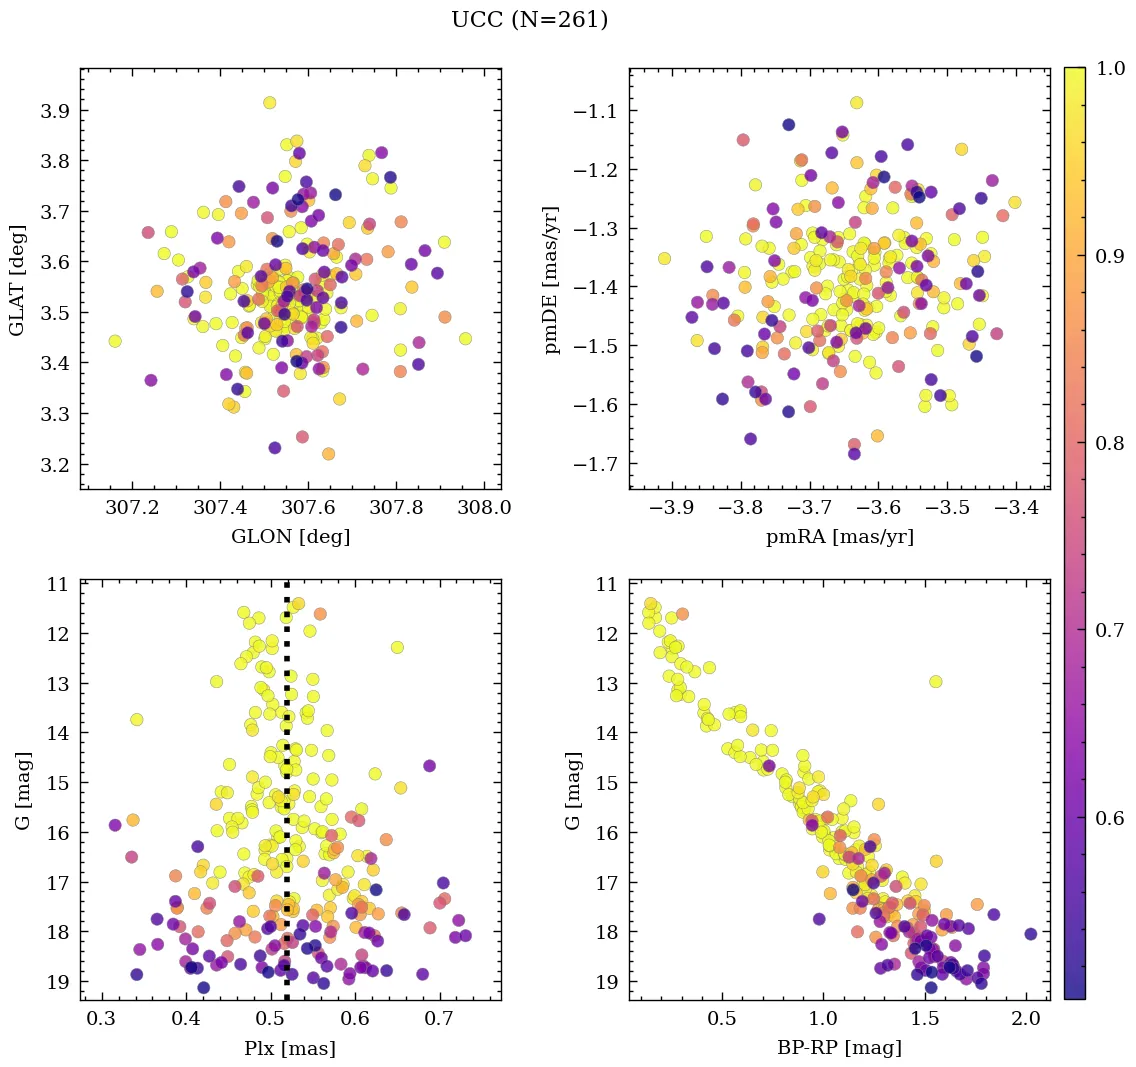 UCC (N=261)
3.9
3.8
3.7
3.6
3.5
3.4
3.3
3.2
GLAT [deg]
307.2 307.4 307.6 307.8 308.0
GLON [deg]
−1.1
−1.2
−1.3
−1.4
−1.5
−1.6
−1.7
pmDE [mas/yr]
−3.9 −3.8 −3.7 −3.6 −3.5 −3.4
pmRA [mas/yr]
1.0
0.9
0.8
0.7
0.6
11
12
13
14
15
16
17
18
19
G [mag]
0.3 0.4 0.5 0.6 0.7
Plx [mas]
11
12
13
14
15
16
17
18
19
G [mag]
0.5 1.0 1.5 2.0
BP-RP [mag]